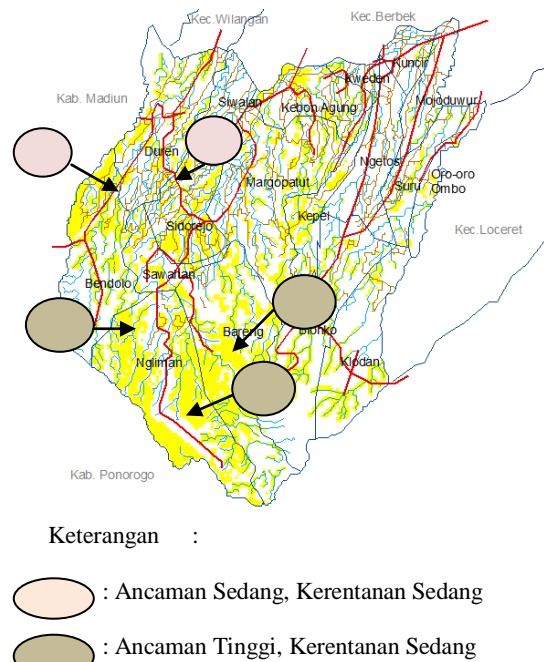 Kec.Wilangan
Kec.Berbek
Kuncir
Kweden
Kab. Madiun
Siwalan
Kebon Agung
Mojoduwur
Duren
Ngetos
Margopatut
Oro-oro
Ombo
Suru
Kepel
Sidorejo
Kec.Loceret
Sawahan
Bendolo
Bareng
Klodan
Ngliman
Kab. Ponorogo
Keterangan :
: Ancaman Sedang, Kerentanan Sedang
: Ancaman Tinggi, Kerentanan Sedang